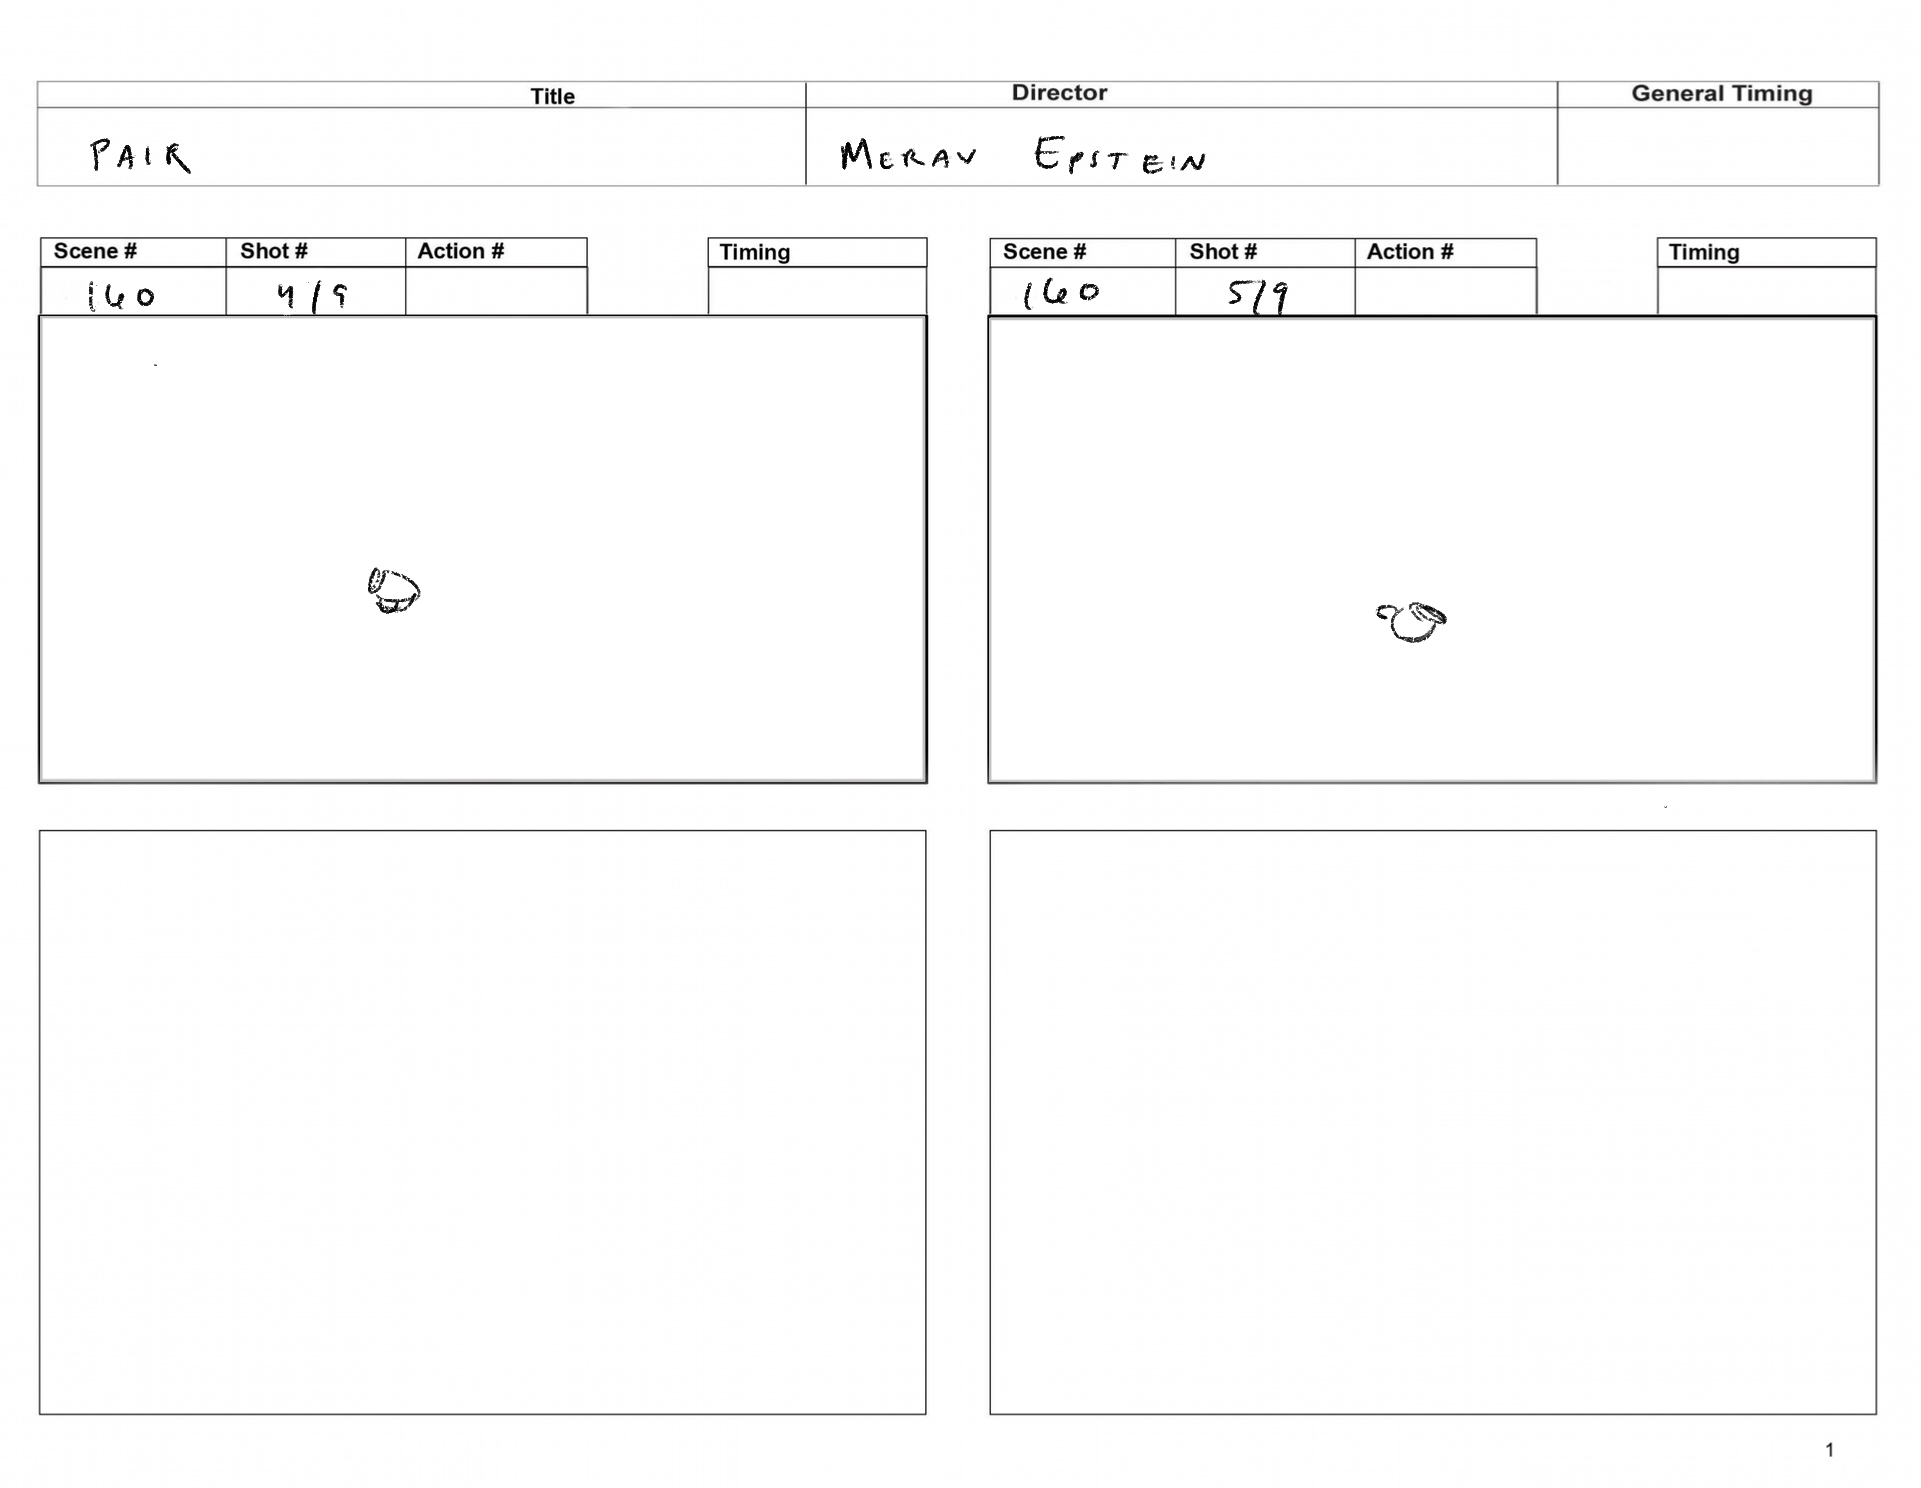 Title Director General Timing
PAIR MERAV EPSTEIN
Scene # Shot # Action # Timing Scene # Shot # Action # Timing
160 4/9 160 5/9
1